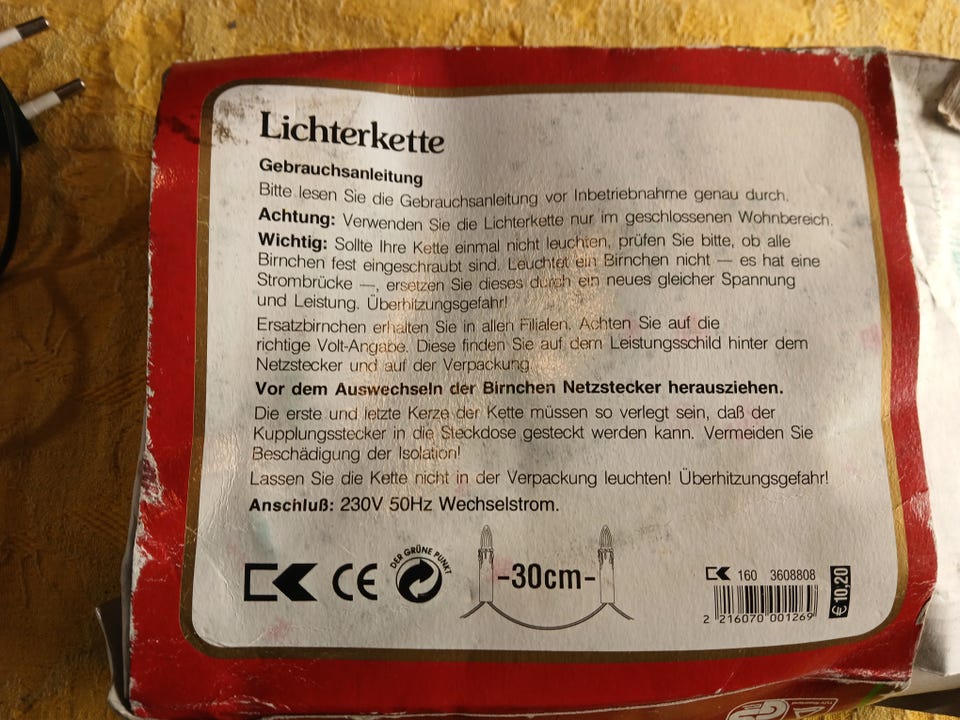 Lichterkette
Gebrauchsanleitung
Bitte lesen Sie die Gebrauchsanleitung vor Inbetriebnahme genau durch.
Achtung: Verwenden Sie die Lichterkette nur im geschlossenen Wohnbereich.
Wichtig: Sollte Ihre Kette einmal nicht leuchten, prüfen Sie bitte, ob alle
Birnchen fest eingeschraubt sind. Leuchtet ein Birnchen nicht — es hat eine
Strombrücke —, ersetzen Sie dieses durch ein neues gleicher Spannung
und Leistung. Überhitzungsgefahr!
Ersatzbirnchen erhalten Sie in allen Filialen. Achten Sie auf die
richtige Volt-Angabe. Diese finden Sie auf dem Leistungsschild hinter dem
Netzstecker und auf der Verpackung.
Vor dem Auswechseln der Birnchen Netzstecker herausziehen.
Die erste und letzte Kerze der Kette müssen so verlegt sein, daß der
Kupplungsstecker in die Steckdose gesteckt werden kann. Vermeiden Sie
Beschädigung der Isolation!
Lassen Sie die Kette nicht in der Verpackung leuchten! Überhitzungsgefahr!
Anschluß: 230V 50Hz Wechselstrom.
CE
DER GRÜNE PUNKT
-30cm-
160 3608808
2 216070 001269
€ 10,20